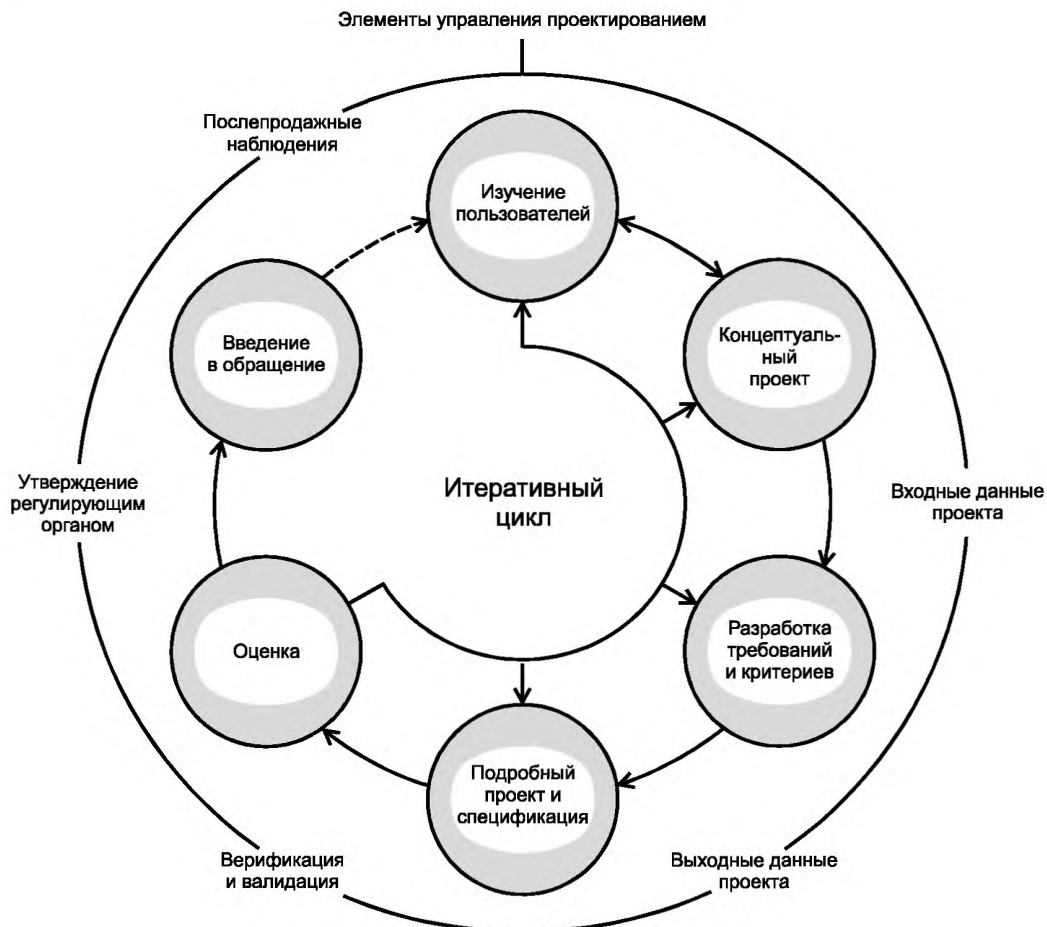 Элементы управления проектированием
Послепродажные
наблюдения
Изучение
пользователей
Введение
в обращение
Концептуаль-
ный
проект
Итеративный
цикл
Утверждение
регулирующим
органом
Входные данные
проекта
Оценка
Разработка
требований
и критериев
Подробный
проект и
спецификация
Верификация
и валидация
Выходные данные
проекта